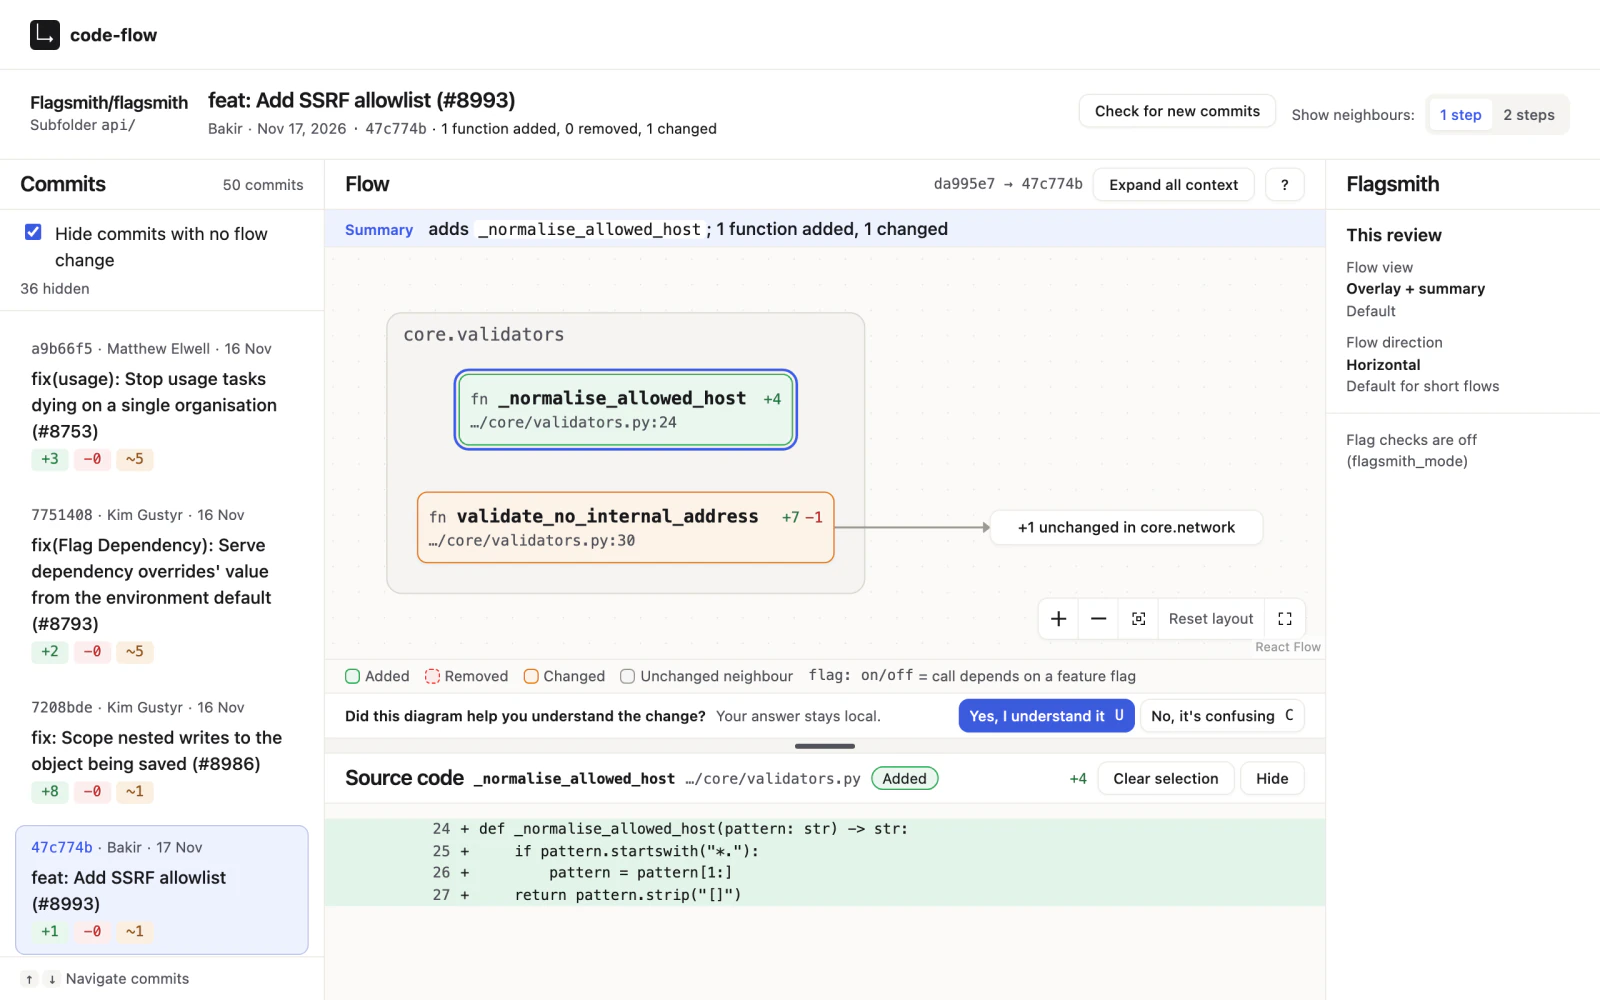 code-flow
Flagsmith/flagsmith
Subfolder api/
feat: Add SSRF allowlist (#8993)
Bakir · Nov 17, 2026 · 47c774b · 1 function added, 0 removed, 1 changed
Check for new commits
Show neighbours:
1 step
2 steps
Commits
50 commits
Hide commits with no flow
change
36 hidden
a9b66f5 · Matthew Elwell · 16 Nov
fix(usage): Stop usage tasks
dying on a single organisation
(#8753)
+3 −0 ~5
7751408 · Kim Gustyr · 16 Nov
fix(Flag Dependency): Serve
dependency overrides' value
from the environment default
(#8793)
+2 −0 ~5
7208bde · Kim Gustyr · 16 Nov
fix: Scope nested writes to the
object being saved (#8986)
+8 −0 ~1
47c774b · Bakir · 17 Nov
feat: Add SSRF allowlist
(#8993)
+1 −0 ~1
↑ ↓ Navigate commits
Flow
da995e7 → 47c774b
Expand all context
?
Summary adds _normalise_allowed_host; 1 function added, 1 changed
core.validators
fn _normalise_allowed_host +4
…/core/validators.py:24
fn validate_no_internal_address +7 −1
…/core/validators.py:30
+1 unchanged in core.network
Reset layout
React Flow
Added
Removed
Changed
Unchanged neighbour
flag: on/off = call depends on a feature flag
Did this diagram help you understand the change? Your answer stays local.
Yes, I understand it U
No, it's confusing C
Source code _normalise_allowed_host …/core/validators.py Added
+4
Clear selection
Hide
24 + def _normalise_allowed_host(pattern: str) -> str:
25 + if pattern.startswith("*."):
26 + pattern = pattern[1:]
27 + return pattern.strip("[]")
Flagsmith
This review
Flow view
Overlay + summary
Default
Flow direction
Horizontal
Default for short flows
Flag checks are off
(flagsmith_mode)